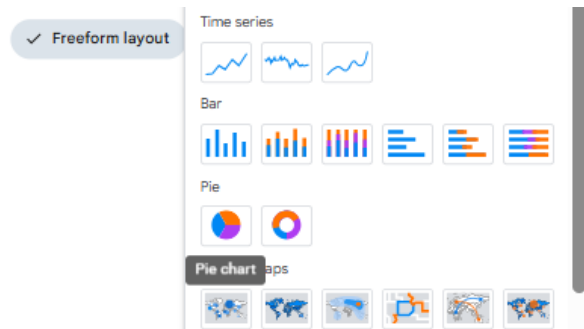 Time series
Freeform layout
Bar
Pie
Pie chart
aps